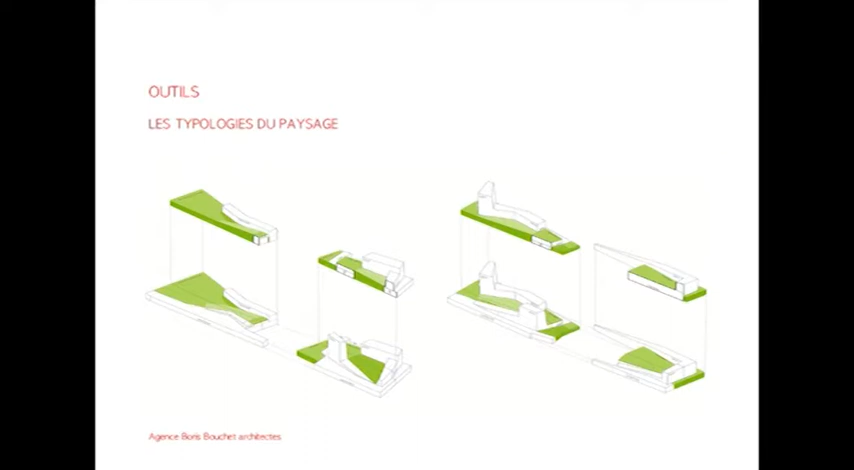 OUTILS
LES TYPOLOGIES DU PAYSAGE
Agence Boris Bouchet architectes